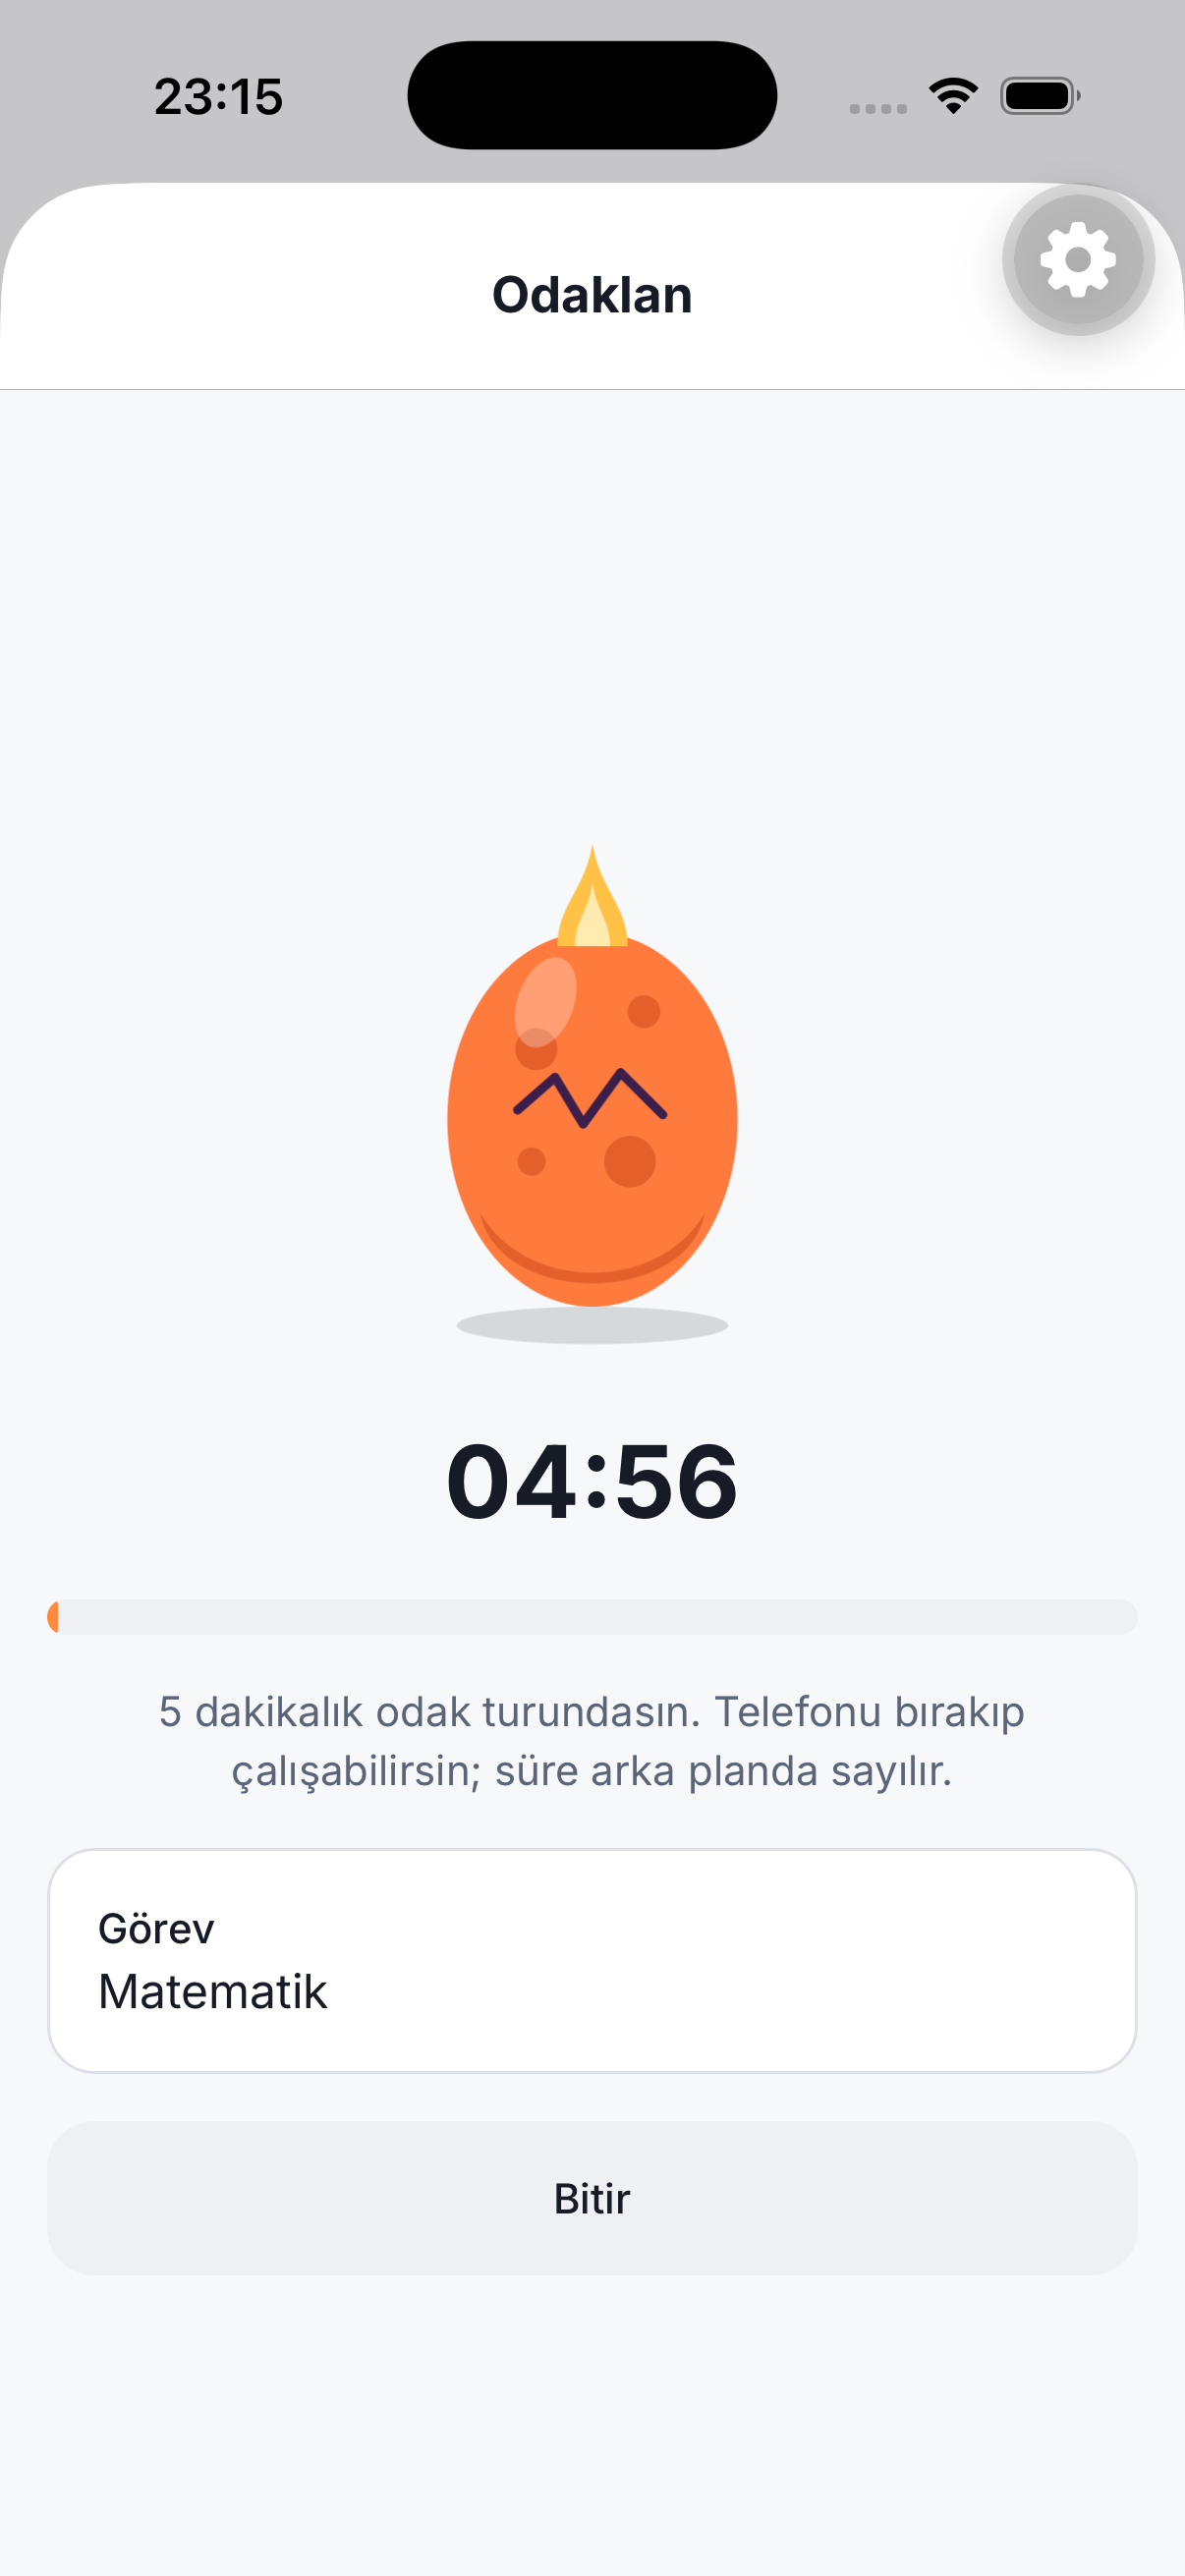 23:15
Odaklan
04:56
5 dakikalık odak turundasın. Telefonu bırakıp
çalışabilirsin; süre arka planda sayılır.
Görev
Matematik
Bitir